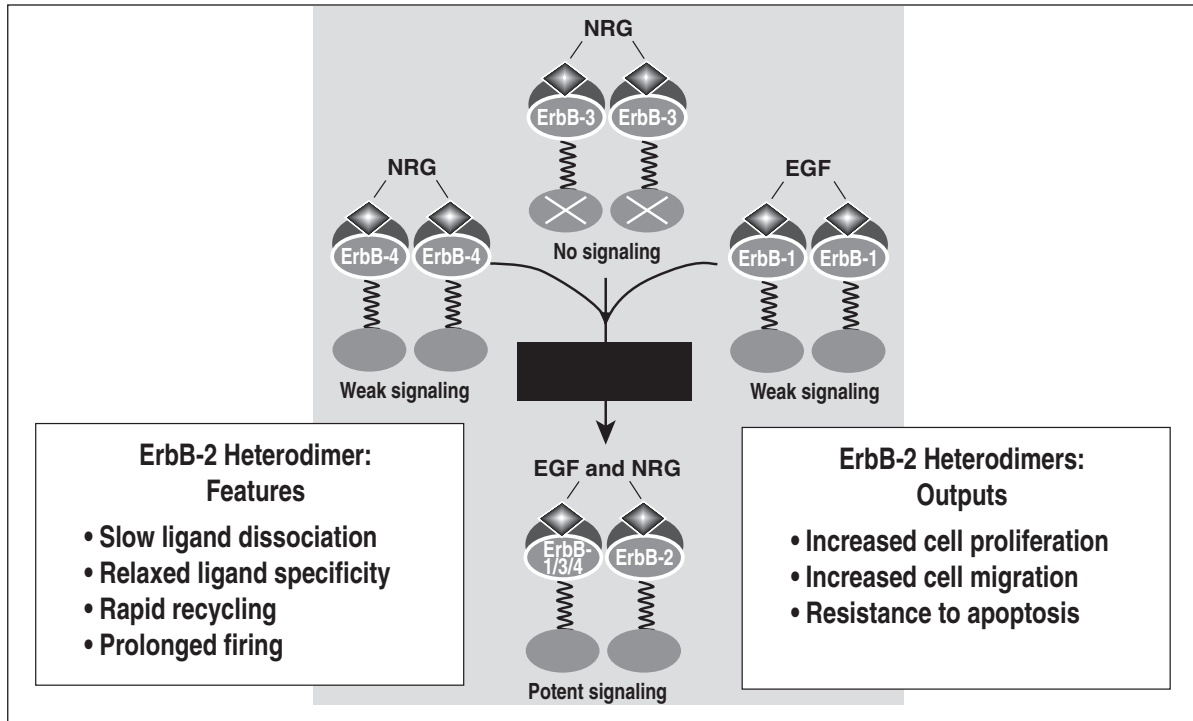 NRG
ErbB-3 ErbB-3
No signaling
NRG
ErbB-4 ErbB-4
Weak signaling
EGF
ErbB-1 ErbB-1
Weak signaling
EGF and NRG
ErbB-
1/3/4
ErbB-2
Potent signaling
ErbB-2 Heterodimer:
Features
• Slow ligand dissociation
• Relaxed ligand specificity
• Rapid recycling
• Prolonged firing
ErbB-2 Heterodimers:
Outputs
• Increased cell proliferation
• Increased cell migration
• Resistance to apoptosis